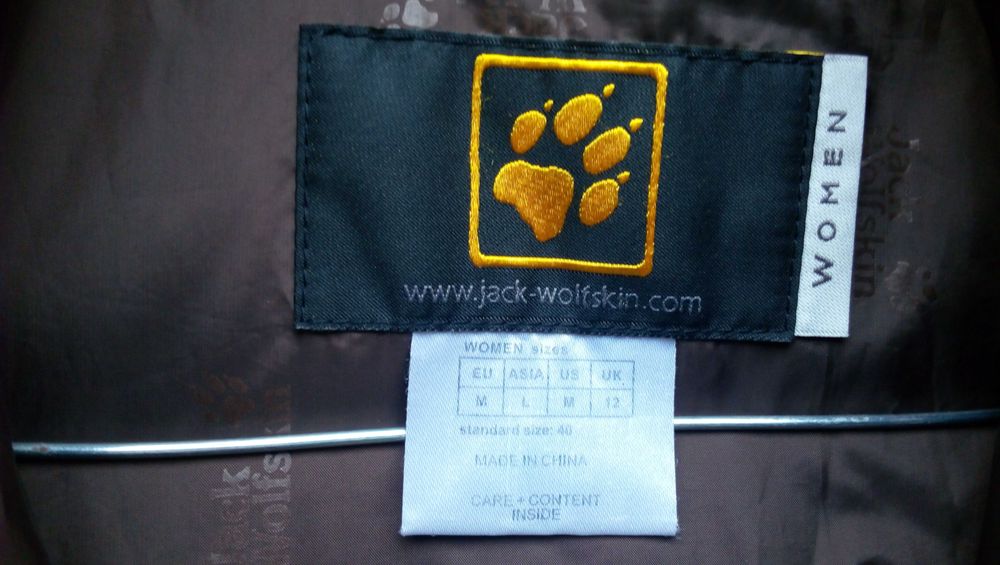 www.jack-wolfskin.com
WOMEN
WOMEN sizes
EU ASIA US UK
M L M 12
standard size: 40
MADE IN CHINA
CARE + CONTENT
INSIDE
Jack
Wolfskin
Jack
Wolfskin